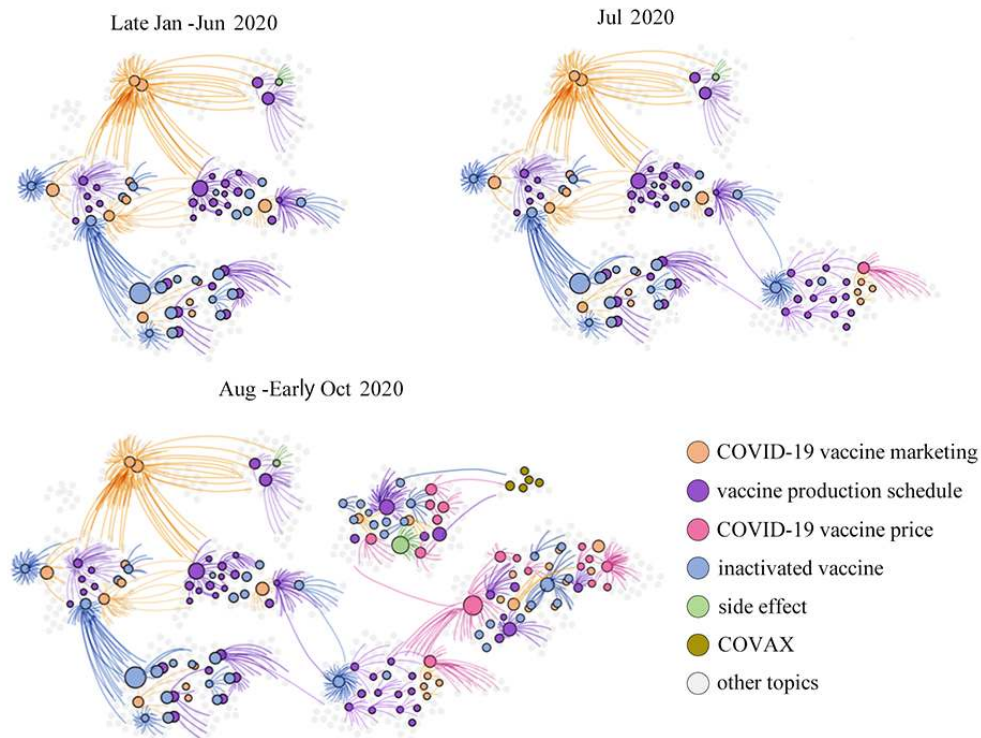 Late Jan -Jun 2020
Jul 2020
Aug -Early Oct 2020
COVID-19 vaccine marketing
vaccine production schedule
COVID-19 vaccine price
inactivated vaccine
side effect
COVAX
other topics